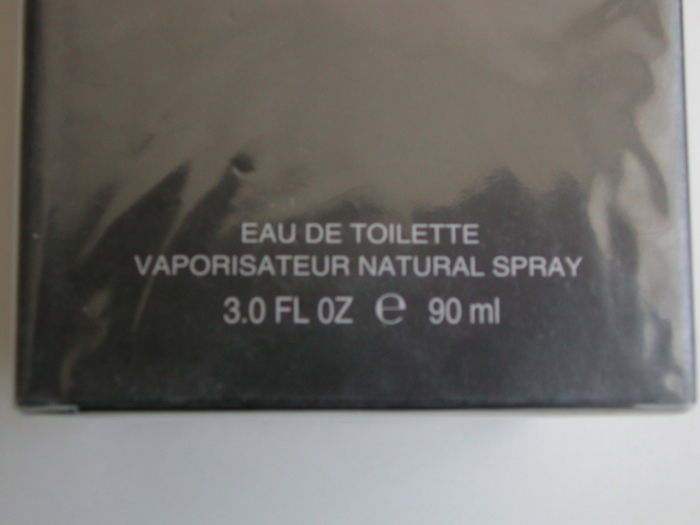 EAU DE TOILETTE
VAPORISATEUR NATURAL SPRAY
3.0 FL OZ ℮ 90 ml